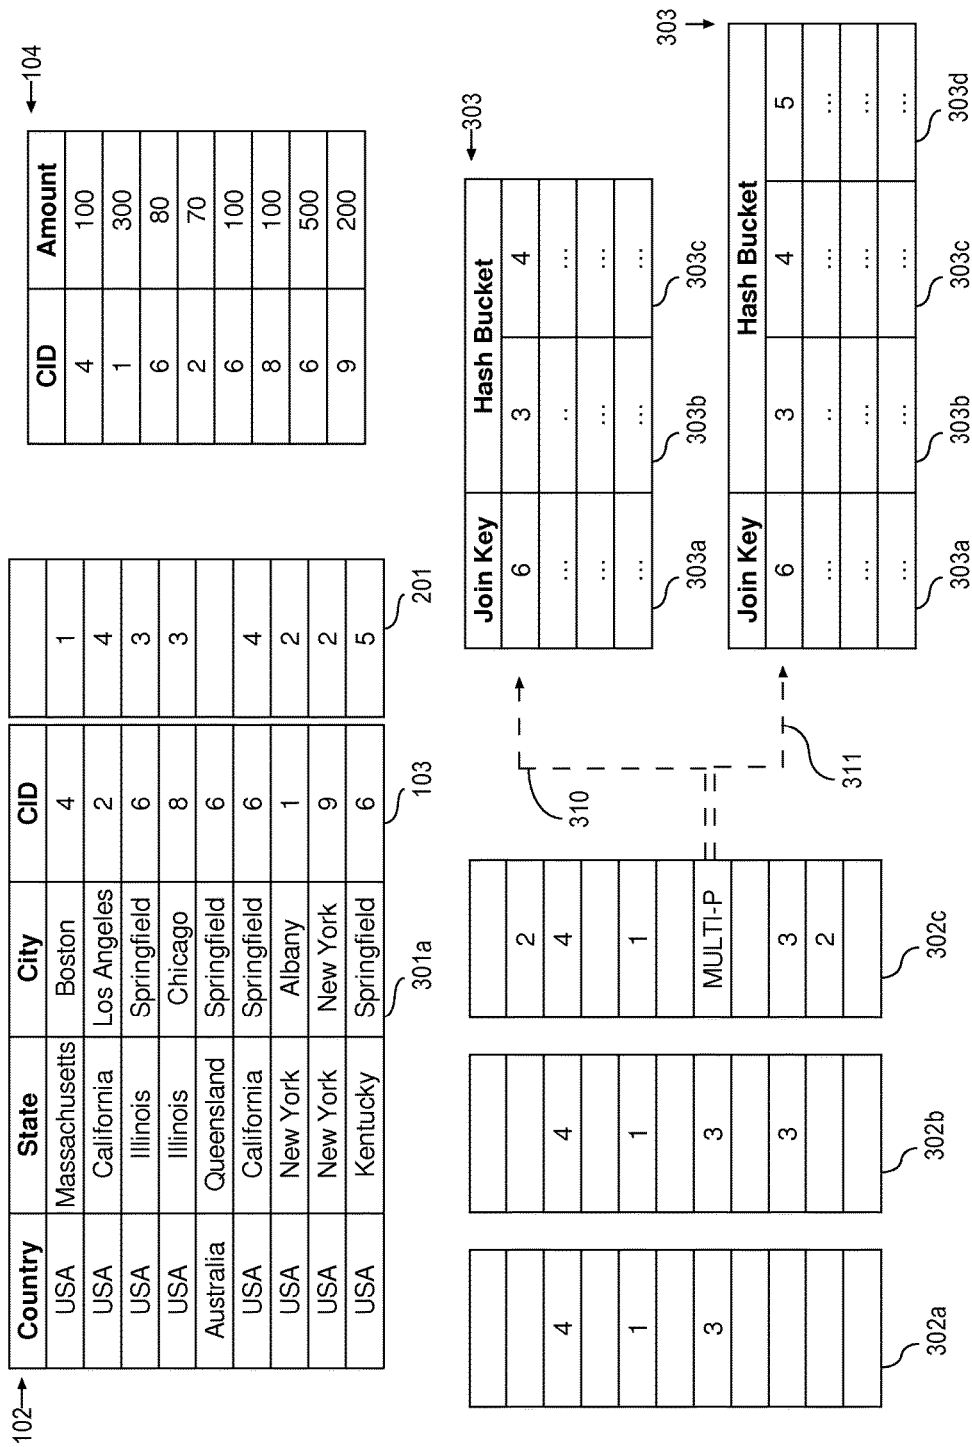 102
Country State City CID
USA Massachusetts Boston 4 1
USA California Los Angeles 2 4
USA Illinois Springfield 6 3
USA Illinois Chicago 8 3
Australia Queensland Springfield 6
USA California Springfield 6 4
USA New York Albany 1 2
USA New York New York 9 2
USA Kentucky Springfield 6 5
301a 103 201
104
CID Amount
4 100
1 300
6 80
2 70
6 100
8 100
6 500
9 200
4
1
3
302a
4
1
3
3
302b
2
4
1
MULTI-P
3
2
302c
310
311
303
Join Key Hash Bucket
6 3 4
... .. ...
... ... ...
... ... ...
303a 303b 303c
303
Join Key Hash Bucket
6 3 4 5
... .. ... ...
... ... ... ...
... ... ... ...
303a 303b 303c 303d